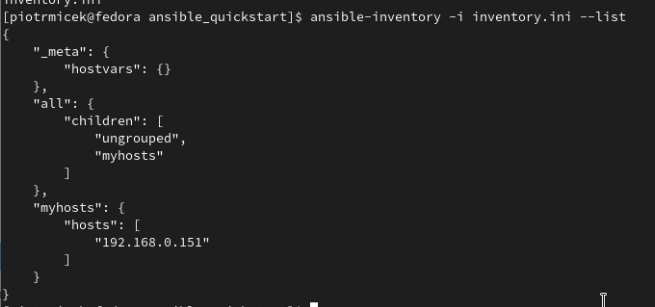 inventory.ini
[piotrmicek@fedora ansible_quickstart]$ ansible-inventory -i inventory.ini --list
{
    "_meta": {
        "hostvars": {}
    },
    "all": {
        "children": [
            "ungrouped",
            "myhosts"
        ]
    },
    "myhosts": {
        "hosts": [
            "192.168.0.151"
        ]
    }
}